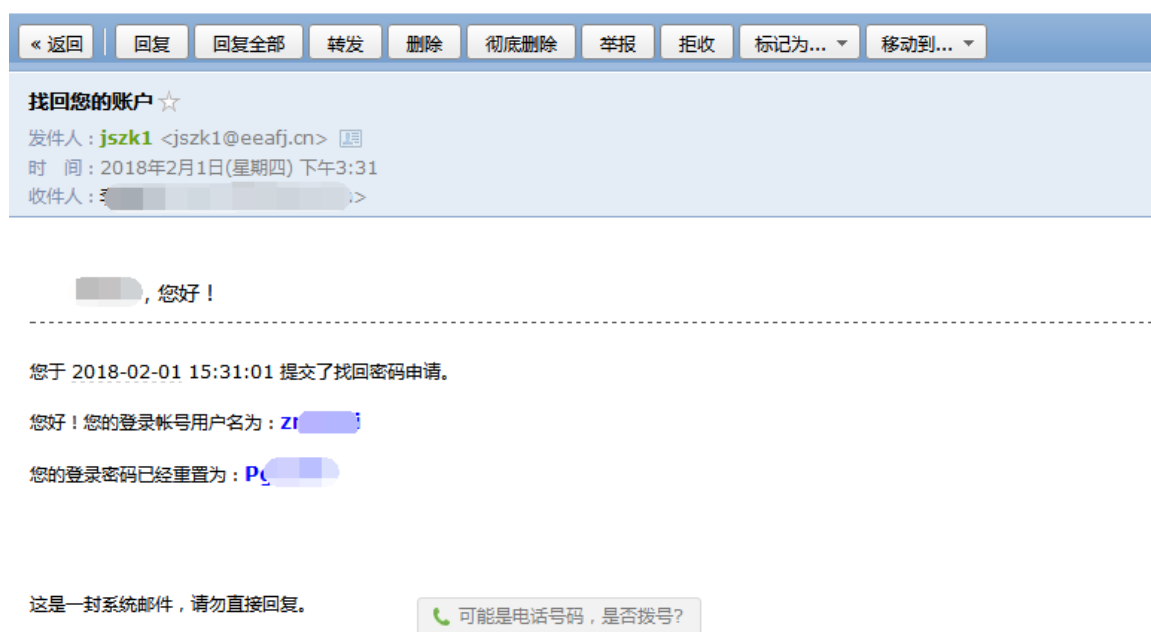 « 返回 回复 回复全部 转发 删除 彻底删除 举报 拒收 标记为... 移动到...
找回您的账户
发件人：jszk1 <jszk1@eeafj.cn>
时 间：2018年2月1日(星期四) 下午3:31
收件人：
，您好！
您于 2018-02-01 15:31:01 提交了找回密码申请。
您好！您的登录帐号用户名为：zr
您的登录密码已经重置为：Pg
这是一封系统邮件，请勿直接回复。
可能是电话号码，是否拨号?